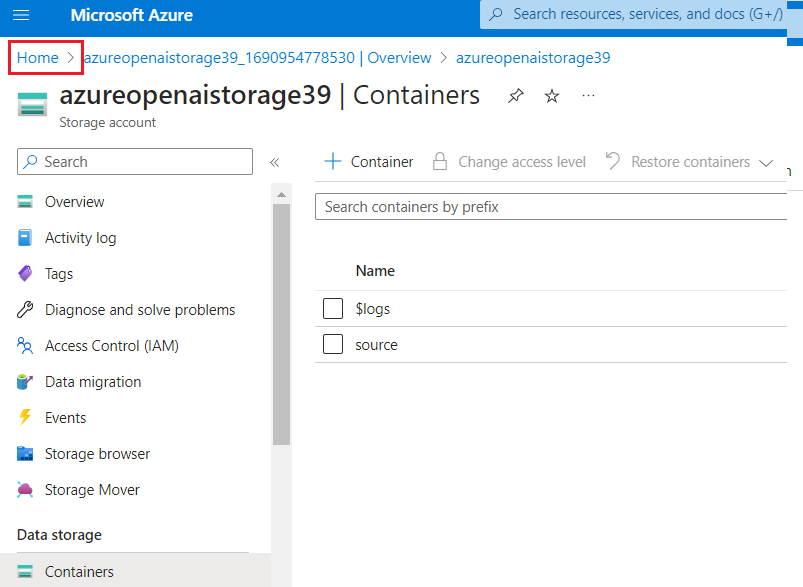 Microsoft Azure
Search resources, services, and docs (G+/)
Home > azureopenaistorage39_1690954778530 | Overview > azureopenaistorage39
azureopenaistorage39 | Containers
Storage account
Search
Container
Change access level
Restore containers
Search containers by prefix
Overview
Activity log
Tags
Diagnose and solve problems
Access Control (IAM)
Data migration
Events
Storage browser
Storage Mover
Data storage
Containers
Name
$logs
source